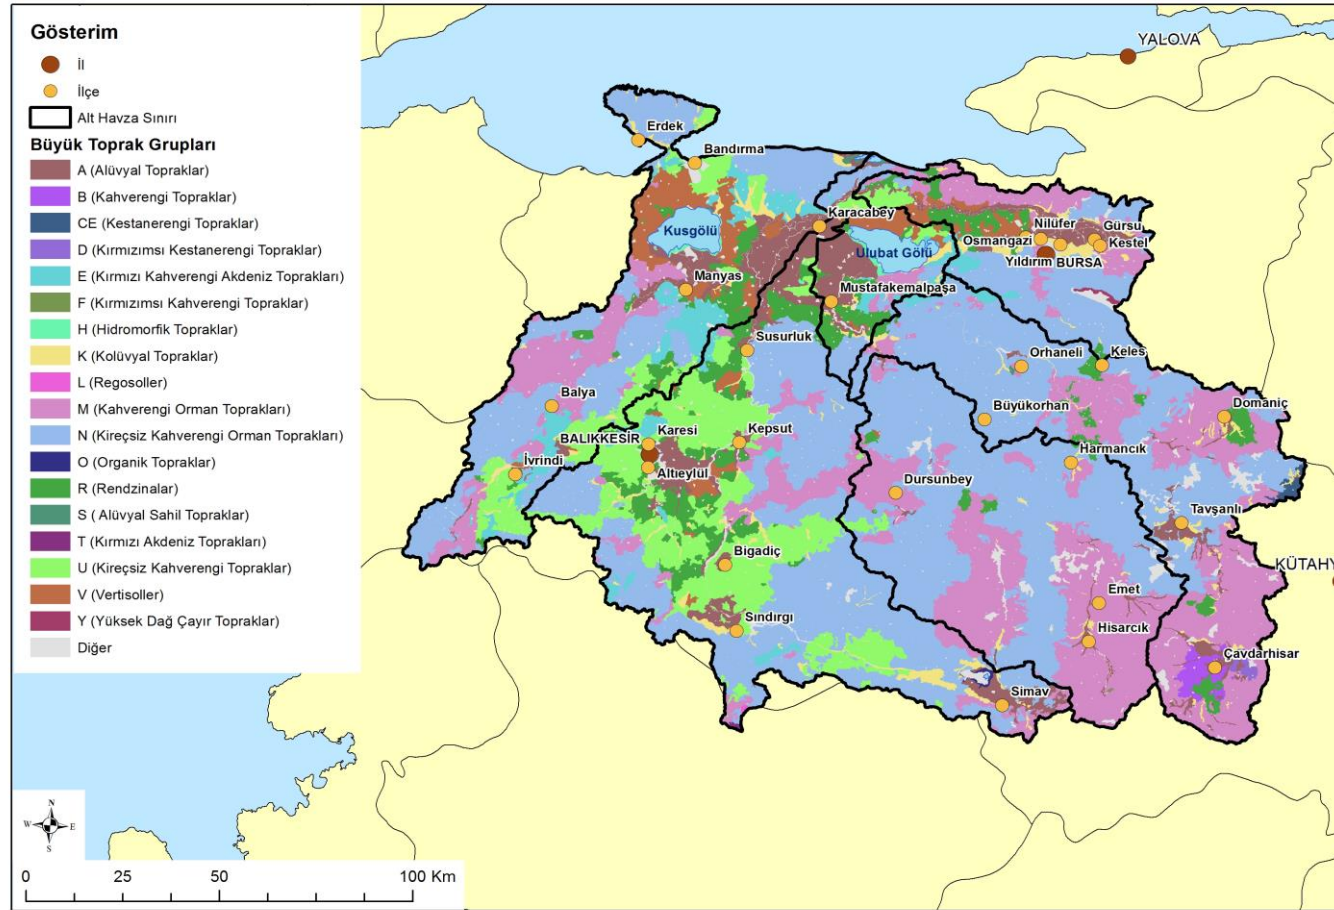 Gösterim
İl
İlçe
Alt Havza Sınırı
Büyük Toprak Grupları
A (Alüvyal Topraklar)
B (Kahverengi Topraklar)
CE (Kestanerengi Topraklar)
D (Kırmızımsı Kestanerengi Topraklar)
E (Kırmızı Kahverengi Akdeniz Toprakları)
F (Kırmızımsı Kahverengi Topraklar)
H (Hidromorfik Topraklar)
K (Kolüvyal Topraklar)
L (Regosoller)
M (Kahverengi Orman Toprakları)
N (Kireçsiz Kahverengi Orman Toprakları)
O (Organik Topraklar)
R (Rendzinalar)
S ( Alüvyal Sahil Topraklar)
T (Kırmızı Akdeniz Toprakları)
U (Kireçsiz Kahverengi Topraklar)
V (Vertisoller)
Y (Yüksek Dağ Çayır Topraklar)
Diğer
YALOVA
Erdek
Bandırma
Karacabey
Nilüfer
Gürsu
Kusgölü
Osmangazi
Kestel
Ulubat Gölü
Yıldırım BURSA
Manyas
Mustafakemalpaşa
Susurluk
Orhaneli
Keles
Balya
Büyükorhan
Domaniç
BALIKKESİR
Karesi
Kepsut
Harmancık
İvrindi
Altıeylül
Dursunbey
Tavşanlı
Bigadiç
KÜTAHY
Emet
Sındırgı
Hisarcık
Çavdarhisar
Simav
N
W
E
S
0
25
50
100 Km